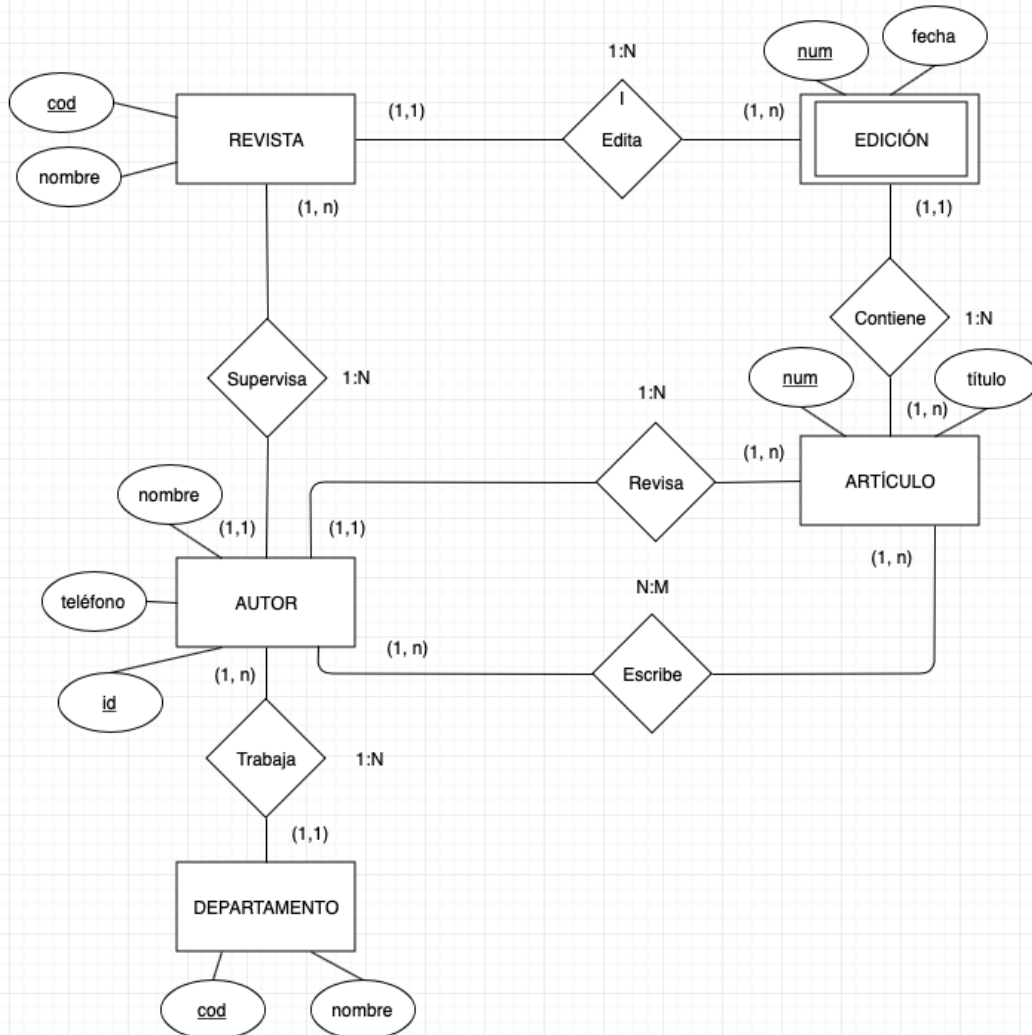 1:N
num
fecha
cod
REVISTA
(1,1)
I
Edita
(1, n)
EDICIÓN
nombre
(1, n)
(1,1)
Contiene
1:N
Supervisa
1:N
num
título
1:N
(1, n)
(1, n)
Revisa
ARTÍCULO
nombre
(1,1)
(1,1)
(1, n)
N:M
teléfono
AUTOR
(1, n)
Escribe
(1, n)
id
Trabaja
1:N
(1,1)
DEPARTAMENTO
cod
nombre